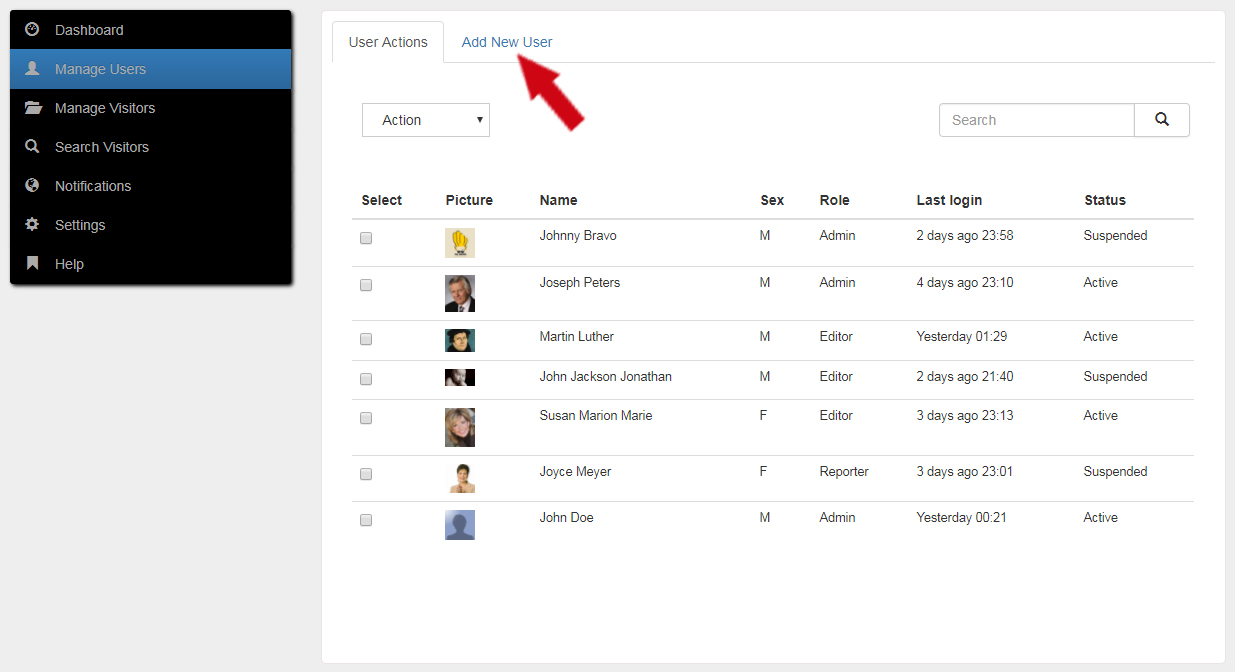 Dashboard
Manage Users
Manage Visitors
Search Visitors
Notifications
Settings
Help
User Actions Add New User
Action Search
Select Picture Name Sex Role Last login Status
Johnny Bravo M Admin 2 days ago 23:58 Suspended
Joseph Peters M Admin 4 days ago 23:10 Active
Martin Luther M Editor Yesterday 01:29 Active
John Jackson Jonathan M Editor 2 days ago 21:40 Suspended
Susan Marion Marie F Editor 3 days ago 23:13 Active
Joyce Meyer F Reporter 3 days ago 23:01 Suspended
John Doe M Admin Yesterday 00:21 Active